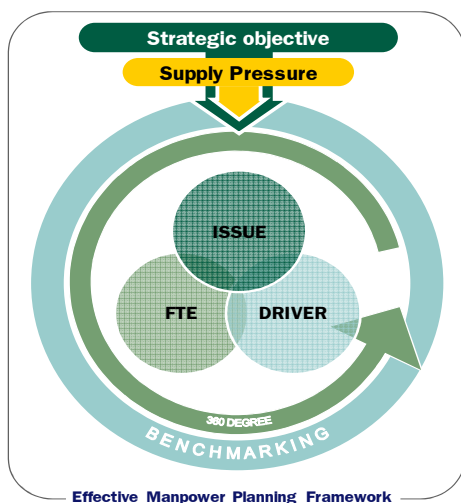 Strategic objective
Supply Pressure
ISSUE
FTE
DRIVER
360 DEGREE
BENCHMARKING
Effective Manpower Planning Framework